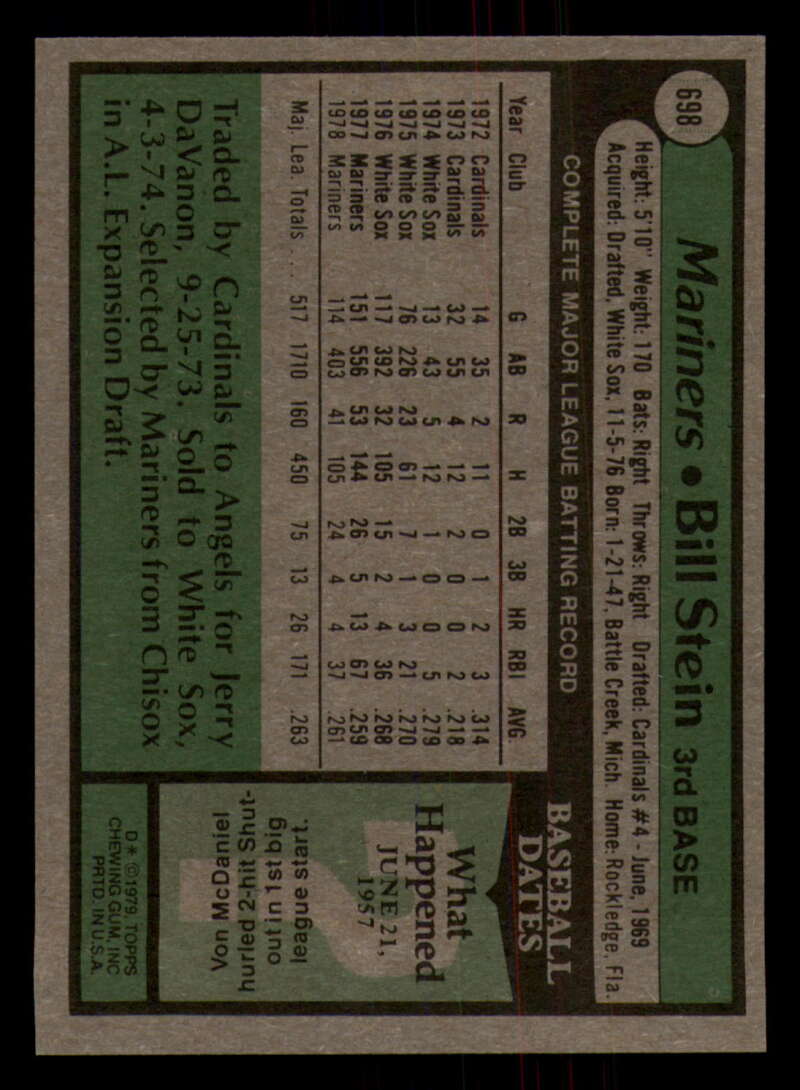 698
Mariners • Bill Stein 3rd BASE
Height: 5'10" Weight: 170 Bats: Right Throws: Right Drafted: Cardinals #4 - June, 1969
Acquired: Drafted, White Sox, 11-5-76 Born: 1-21-47, Battle Creek, Mich. Home: Rockledge, Fla.
COMPLETE MAJOR LEAGUE BATTING RECORD
Year Club G AB R H 2B 3B HR RBI AVG.
1972 Cardinals 14 35 2 11 0 1 2 3 .314
1973 Cardinals 32 55 4 12 2 0 0 2 .218
1974 White Sox 13 43 5 12 1 0 0 5 .279
1975 White Sox 76 226 23 61 7 1 3 21 .270
1976 White Sox 117 392 32 105 15 2 4 36 .268
1977 Mariners 151 556 53 144 26 5 13 67 .259
1978 Mariners 114 403 41 105 24 4 4 37 .261
Maj. Lea. Totals ... 517 1710 160 450 75 13 26 171 .263
Traded by Cardinals to Angels for Jerry
DaVanon, 9-25-73. Sold to White Sox,
4-3-74. Selected by Mariners from Chisox
in A.L. Expansion Draft.
BASEBALL
DATES
What
Happened
JUNE 21,
1957
Von McDaniel
hurled 2-hit Shut-
out in 1st big
league start.
D* ©1979, TOPPS
CHEWING GUM, INC
PRTD. IN U.S.A.